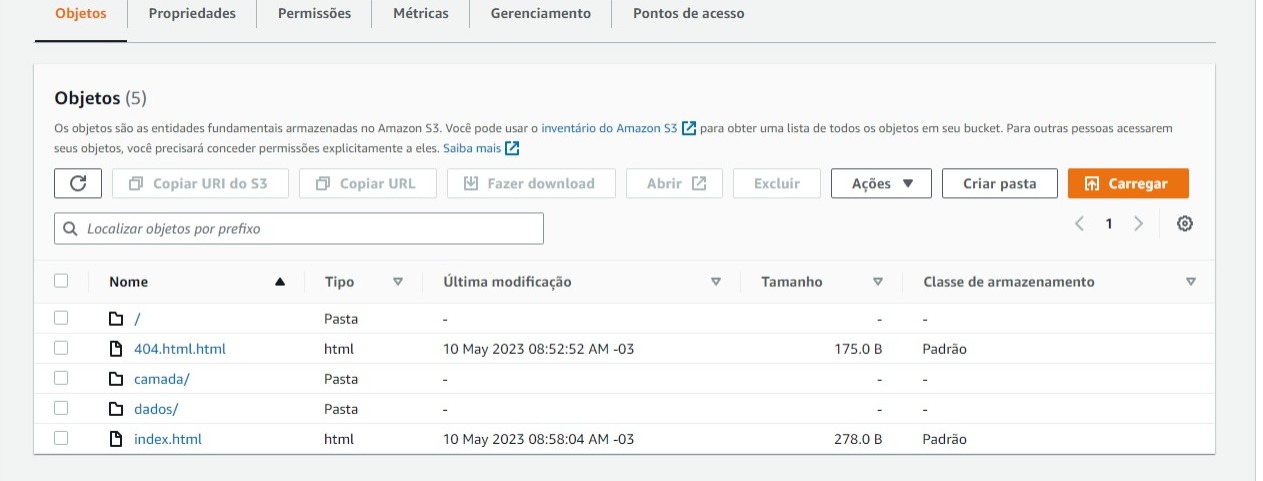 Objetos Propriedades Permissões Métricas Gerenciamento Pontos de acesso
Objetos (5)
Os objetos são as entidades fundamentais armazenadas no Amazon S3. Você pode usar o inventário do Amazon S3 para obter uma lista de todos os objetos em seu bucket. Para outras pessoas acessarem
seus objetos, você precisará conceder permissões explicitamente a eles. Saiba mais
Copiar URI do S3 Copiar URL Fazer download Abrir Excluir Ações Criar pasta Carregar
Localizar objetos por prefixo 1
Nome Tipo Última modificação Tamanho Classe de armazenamento
/ Pasta - - -
404.html.html html 10 May 2023 08:52:52 AM -03 175.0 B Padrão
camada/ Pasta - - -
dados/ Pasta - - -
index.html html 10 May 2023 08:58:04 AM -03 278.0 B Padrão